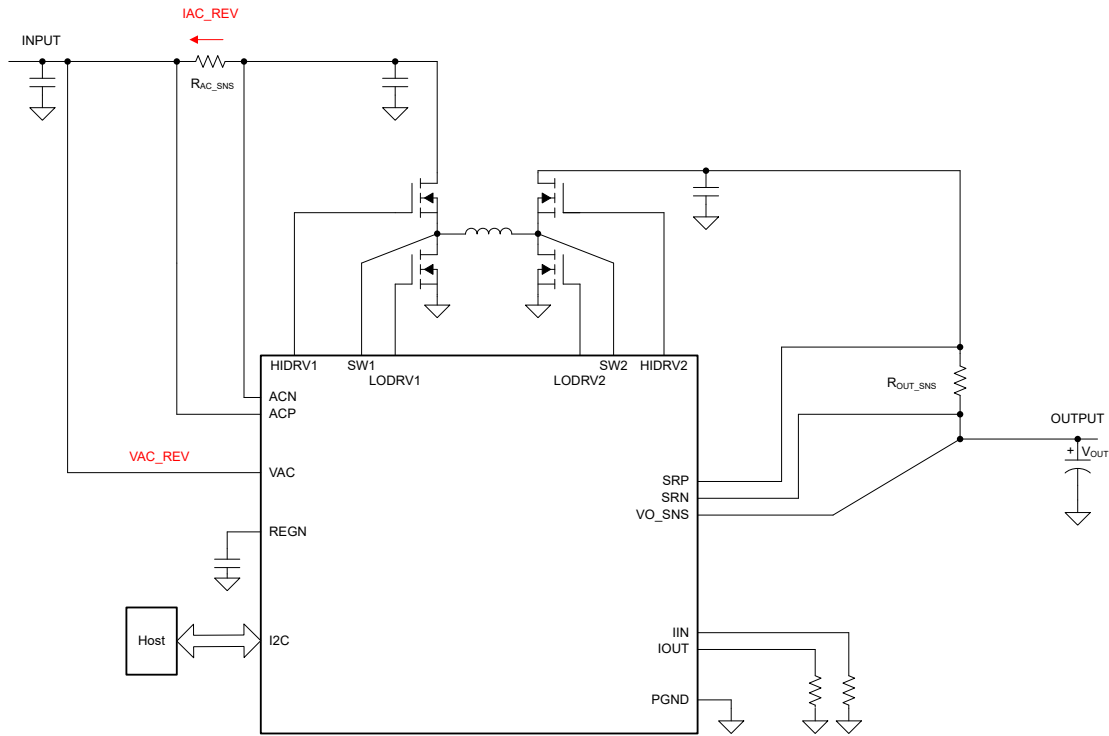 IAC_REV
INPUT
RAC_SNS
HIDRV1
SW1
LODRV1
LODRV2
SW2
HIDRV2
ACN
ACP
ROUT_SNS
OUTPUT
VAC_REV
VAC
+ VOUT
SRP
SRN
VO_SNS
REGN
Host
I2C
IIN
IOUT
PGND